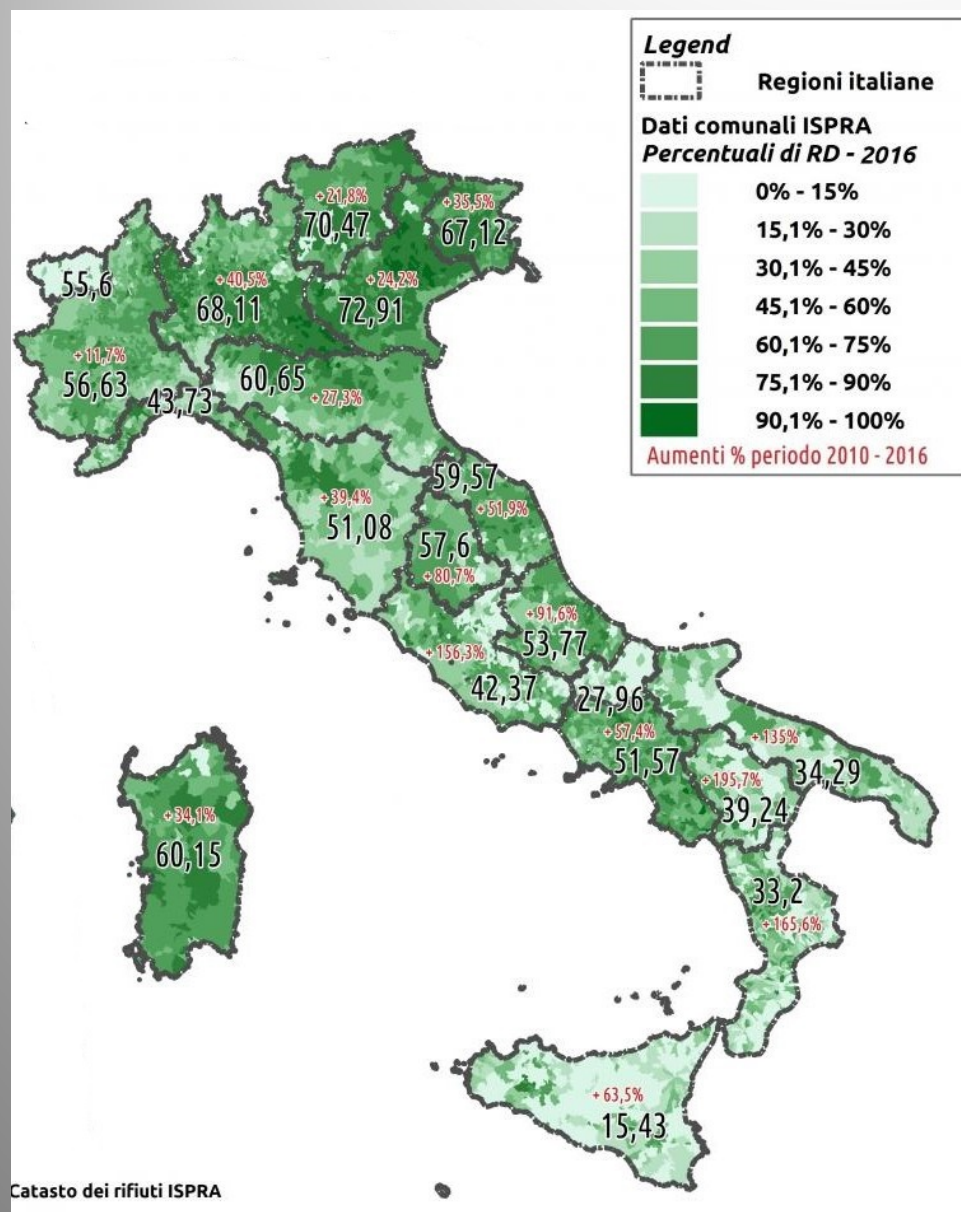 Legend
Regioni italiane
Dati comunali ISPRA
Percentuali di RD - 2016
0% - 15%
15,1% - 30%
30,1% - 45%
45,1% - 60%
60,1% - 75%
75,1% - 90%
90,1% - 100%
Aumenti % periodo 2010 - 2016
+21,8%
70,47
+35,5%
67,12
55,6
+40,5%
68,11
+24,2%
72,91
+11,7%
56,63
43,73
60,65
+27,3%
59,57
+51,9%
+39,4%
51,08
57,6
+80,7%
+91,6%
53,77
+156,3%
42,37
27,96
+57,4%
51,57
+135%
34,29
+195,7%
39,24
+34,1%
60,15
33,2
+165,6%
+63,5%
15,43
Catasto dei rifiuti ISPRA